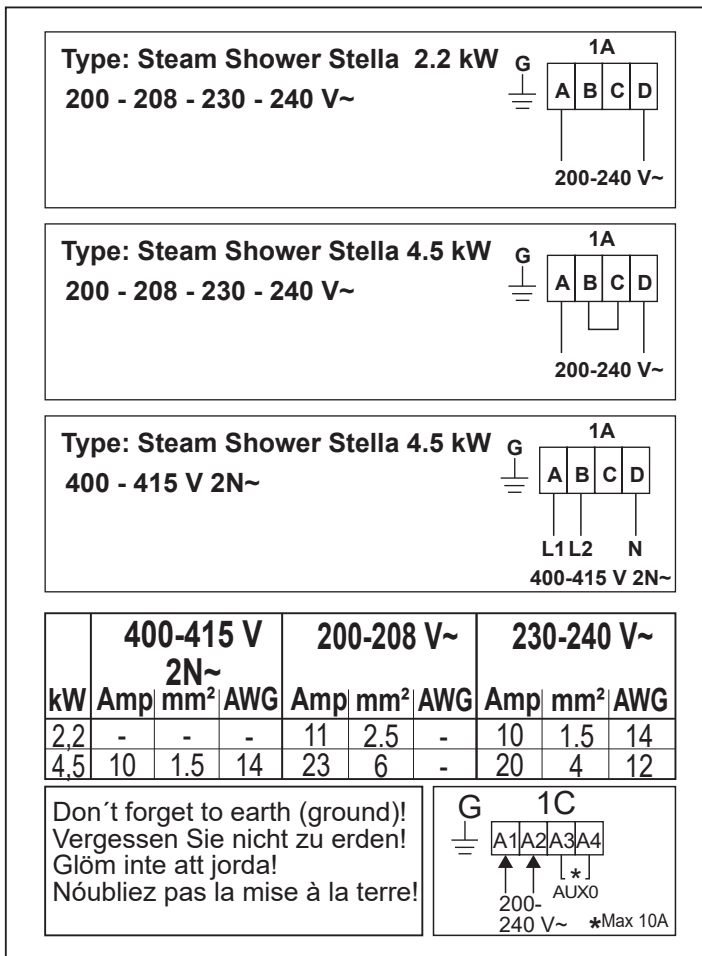 Type: Steam Shower Stella 2.2 kW
200 - 208 - 230 - 240 V~
G
1A
A B C D
200-240 V~
Type: Steam Shower Stella 4.5 kW
200 - 208 - 230 - 240 V~
G
1A
A B C D
200-240 V~
Type: Steam Shower Stella 4.5 kW
400 - 415 V 2N~
G
1A
A B C D
L1 L2 N
400-415 V 2N~
400-415 V 200-208 V~ 230-240 V~
2N~
kW Amp mm² AWG Amp mm² AWG Amp mm² AWG
2,2 - - - 11 2.5 - 10 1.5 14
4,5 10 1.5 14 23 6 - 20 4 12
Don´t forget to earth (ground)!
Vergessen Sie nicht zu erden!
Glöm inte att jorda!
Nóubliez pas la mise à la terre!
G 1C
A1 A2 A3 A4
*
AUX0
200-
240 V~ *Max 10A